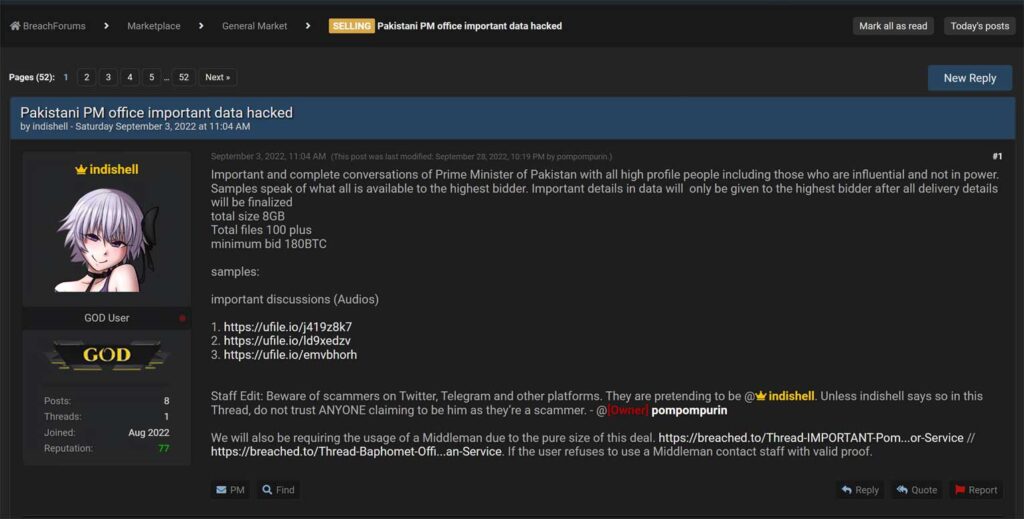 BreachForums > Marketplace > General Market > SELLING Pakistani PM office important data hacked
Mark all as read
Today's posts
Pages (52): 1 2 3 4 5 ... 52 Next »
New Reply
Pakistani PM office important data hacked
by indishell - Saturday September 3, 2022 at 11:04 AM
indishell
GOD User
GOD
Posts: 8
Threads: 1
Joined: Aug 2022
Reputation: 77
September 3, 2022, 11:04 AM (This post was last modified: September 28, 2022, 10:19 PM by pompompurin.)
#1
Important and complete conversations of Prime Minister of Pakistan with all high profile people including those who are influential and not in power.
Samples speak of what all is available to the highest bidder. Important details in data will only be given to the highest bidder after all delivery details
will be finalized
total size 8GB
Total files 100 plus
minimum bid 180BTC
samples:
important discussions (Audios)
1. https://ufile.io/j419z8k7
2. https://ufile.io/ld9xedzv
3. https://ufile.io/emvbhorh
Staff Edit: Beware of scammers on Twitter, Telegram and other platforms. They are pretending to be @indishell. Unless indishell says so in this
Thread, do not trust ANYONE claiming to be him as they're a scammer. - @[Owner] pompompurin
We will also be requiring the usage of a Middleman due to the pure size of this deal. https://breached.to/Thread-IMPORTANT-Pom...or-Service //
https://breached.to/Thread-Baphomet-Offi...an-Service. If the user refuses to use a Middleman contact staff with valid proof.
PM
Find
Reply
Quote
Report